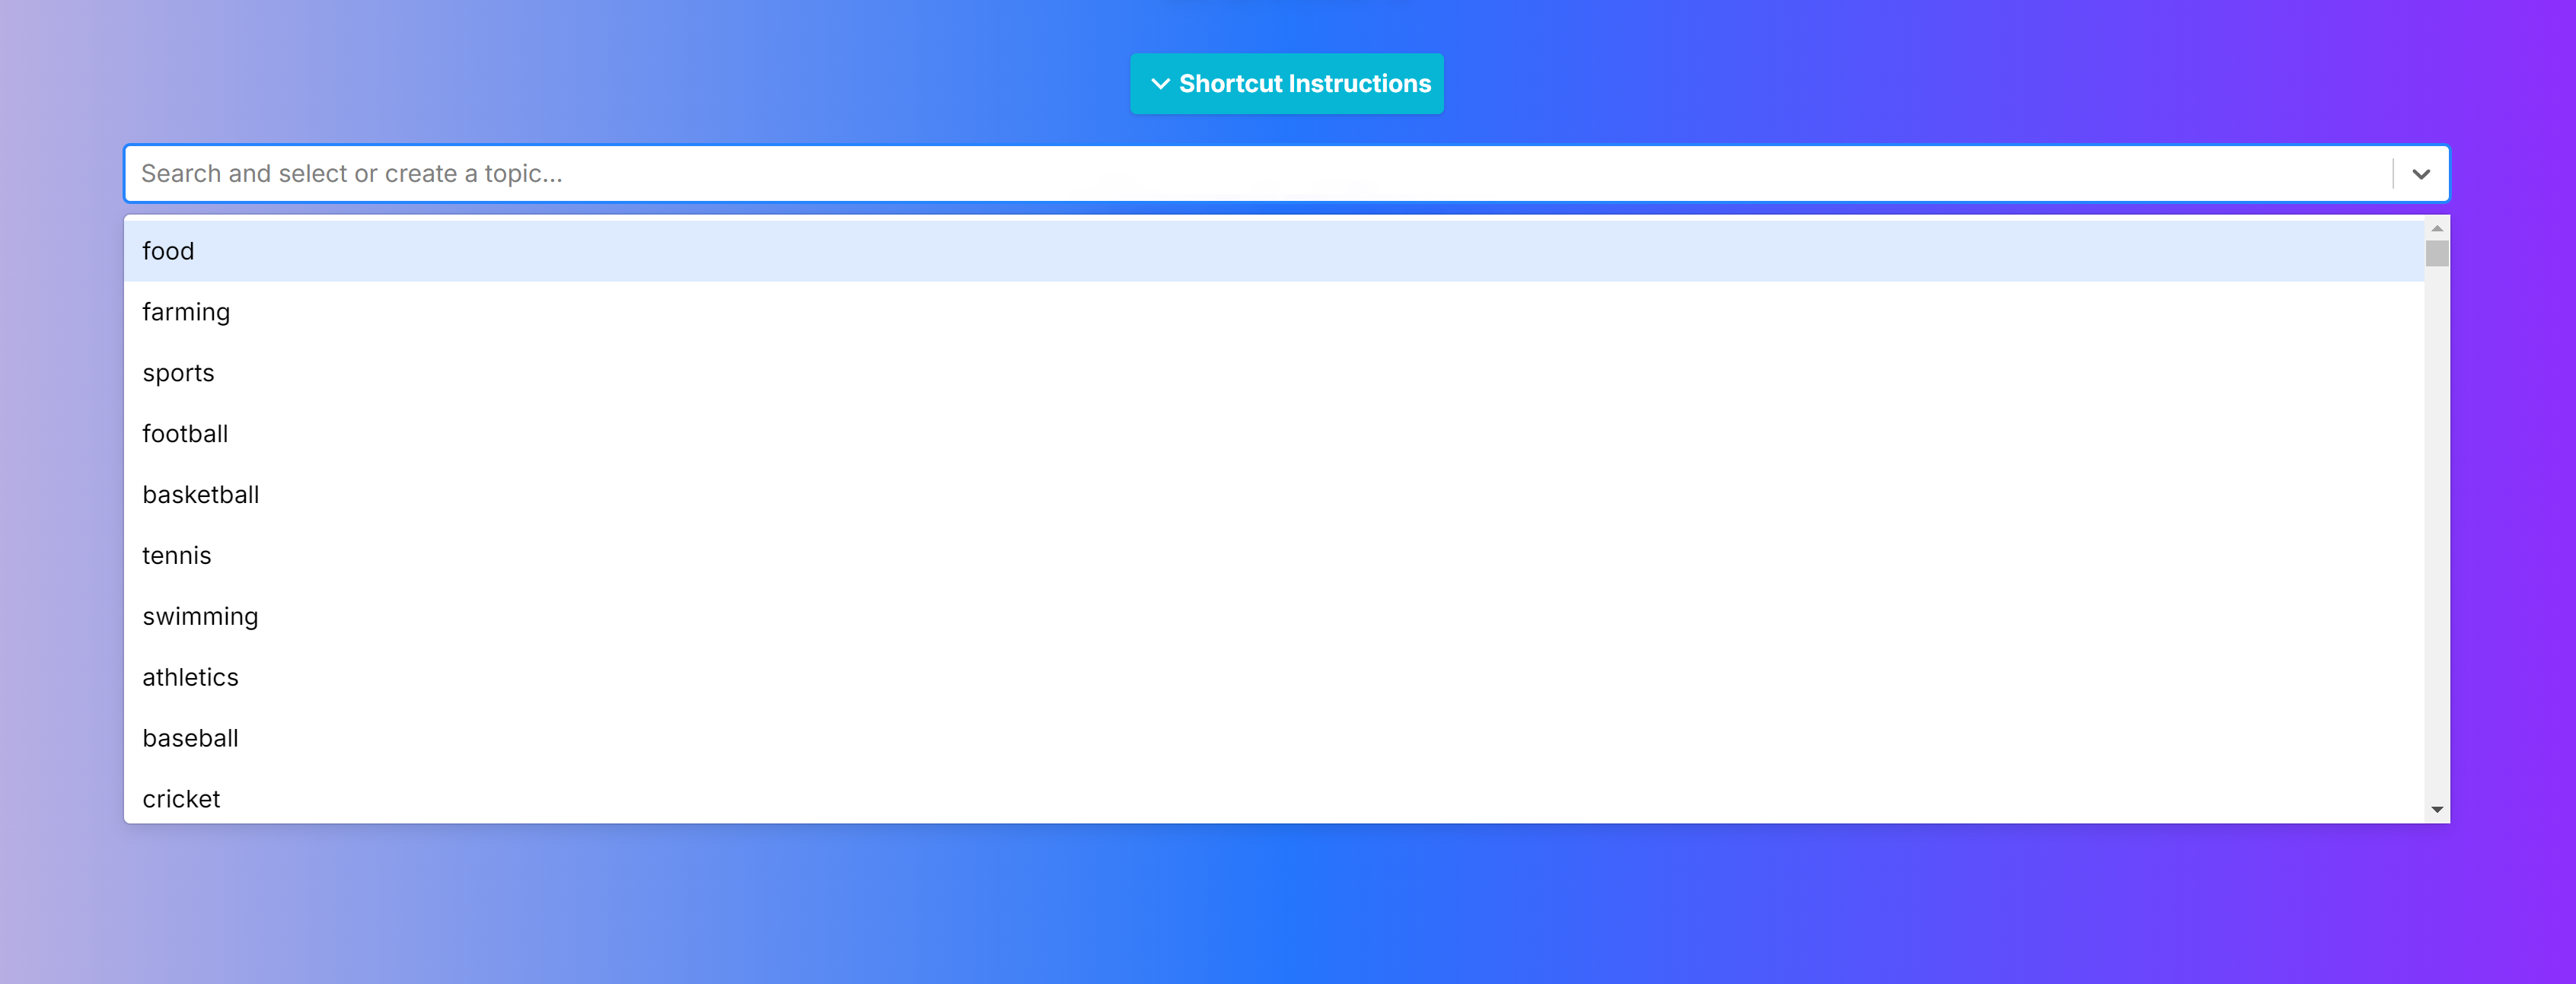 Shortcut Instructions
Search and select or create a topic...
food
farming
sports
football
basketball
tennis
swimming
athletics
baseball
cricket